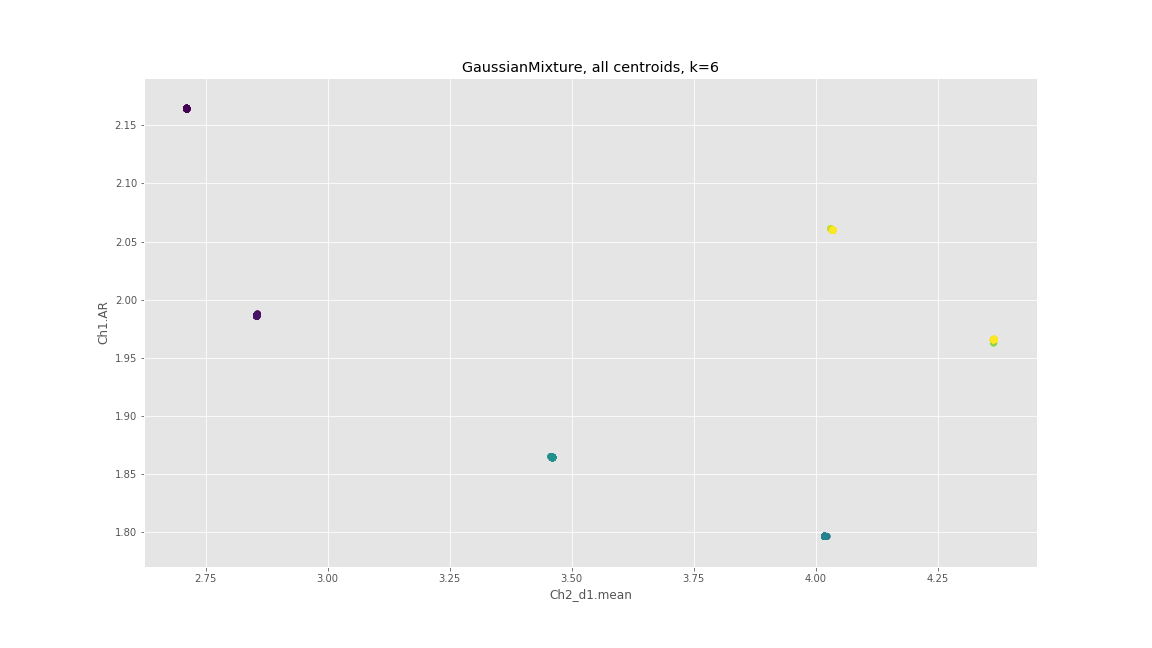 GaussianMixture, all centroids, k=6
2.15
2.10
2.05
2.00
1.95
1.90
1.85
1.80
Ch1.AR
2.75 3.00 3.25 3.50 3.75 4.00 4.25
Ch2_d1.mean